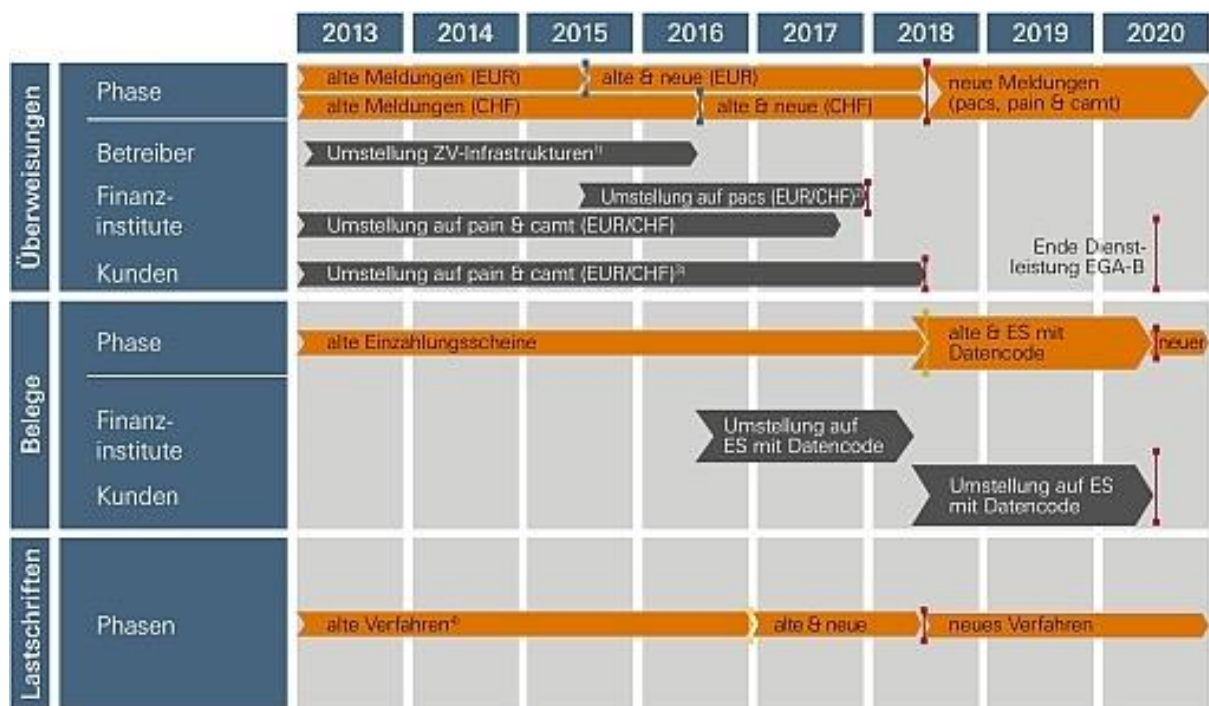 2013 2014 2015 2016 2017 2018 2019 2020
Überweisungen
Phase
alte Meldungen (EUR) alte & neue (EUR)
alte Meldungen (CHF) alte & neue (CHF)
neue Meldungen
(pacs, pain & camt)
Betreiber
Umstellung ZV-Infrastrukturen¹⁾
Finanz-
institute
Umstellung auf pacs (EUR/CHF)²⁾
Umstellung auf pain & camt (EUR/CHF)
Kunden
Umstellung auf pain & camt (EUR/CHF)³⁾
Ende Dienst-
leistung EGA-B
Belege
Phase
alte Einzahlungsscheine
alte & ES mit
Datencode
neuer
Finanz-
institute
Umstellung auf
ES mit Datencode
Kunden
Umstellung auf ES
mit Datencode
Lastschriften
Phasen
alte Verfahren⁴⁾ alte & neue neues Verfahren